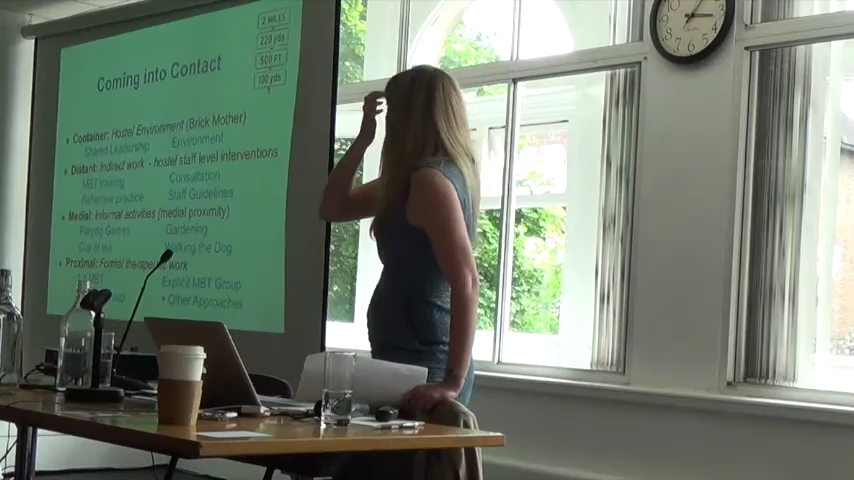 2 MILES
220 yds
500 FT
100 yds
Coming into Contact
• Container: Hostel Environment (Brick Mother)
Shared Leadership Environment
• Distant: Indirect work - hostel staff level interventions
MBT training Consultation
Reflective practice Staff Guidelines
• Medial: Informal activities (medial proximity)
Playing Games Gardening
Cup of tea Walking the Dog
• Proximal: Formal therapeutic work
MBT Explicit MBT Group
+ Other Approaches